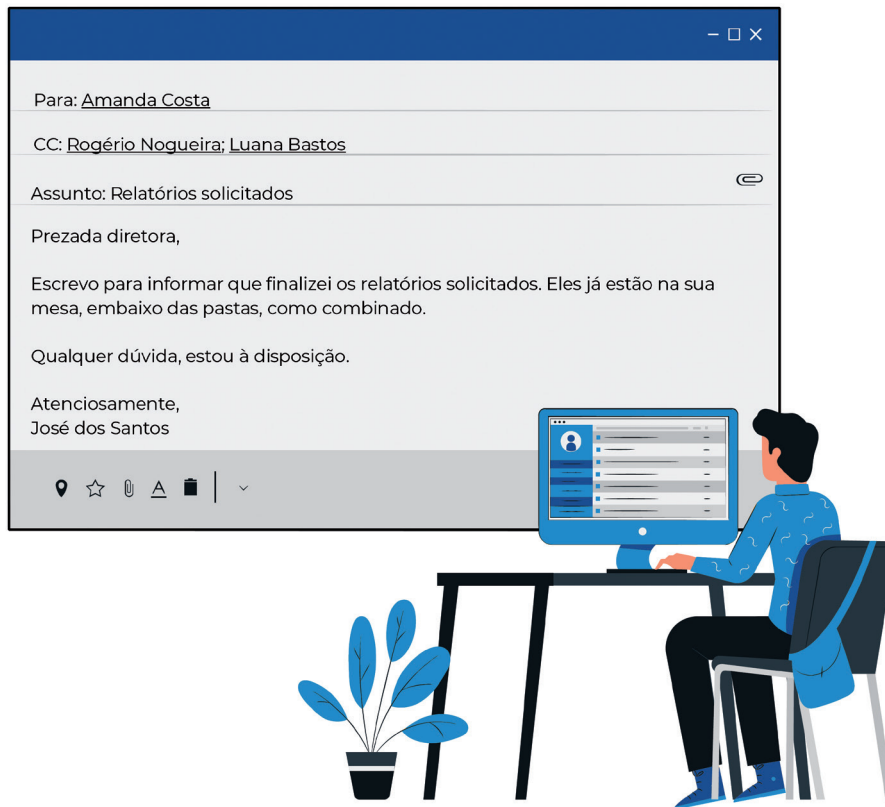 Para: Amanda Costa
CC: Rogério Nogueira; Luana Bastos
Assunto: Relatórios solicitados
Prezada diretora,
Escrevo para informar que finalizei os relatórios solicitados. Eles já estão na sua
mesa, embaixo das pastas, como combinado.
Qualquer dúvida, estou à disposição.
Atenciosamente,
José dos Santos
A